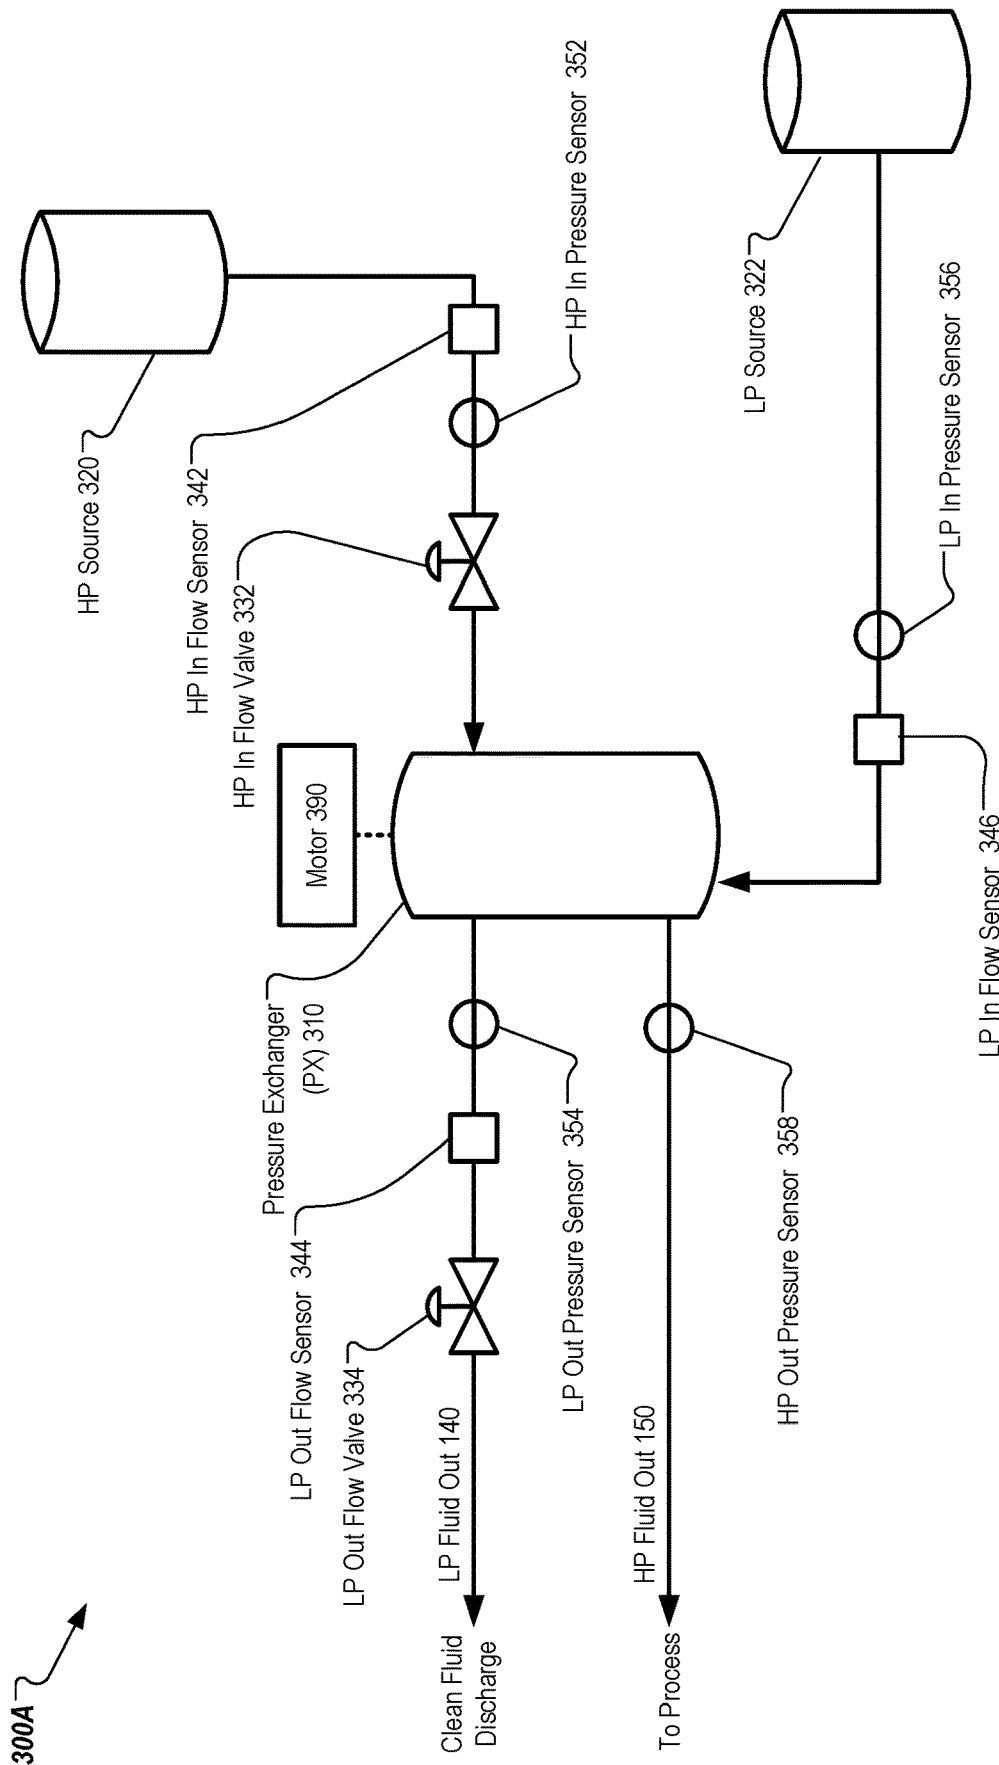 300A
HP Source 320
HP In Flow Sensor 342
HP In Flow Valve 332
HP In Pressure Sensor 352
Motor 390
Pressure Exchanger
(PX) 310
LP Source 322
LP In Pressure Sensor 356
LP In Flow Sensor 346
LP Out Flow Sensor 344
LP Out Flow Valve 334
LP Fluid Out 140
Clean Fluid
Discharge
LP Out Pressure Sensor 354
HP Fluid Out 150
To Process
HP Out Pressure Sensor 358